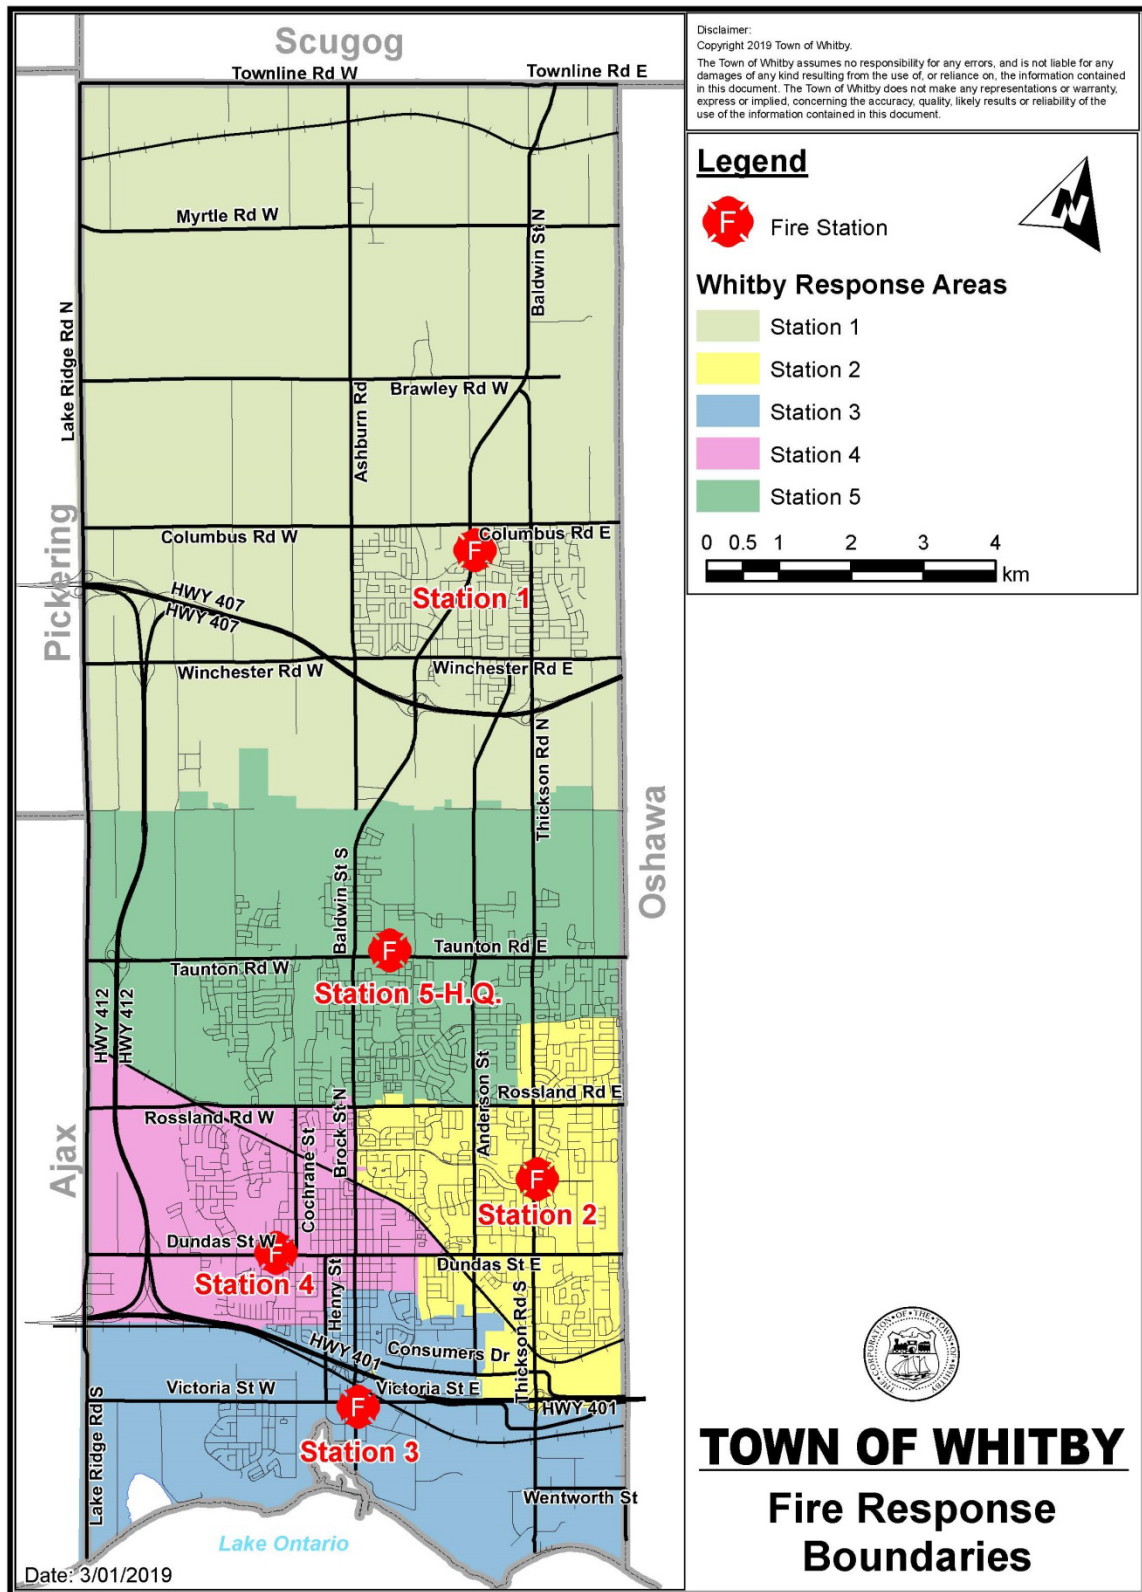 Scugog
Townline Rd W
Townline Rd E
Myrtle Rd W
Baldwin St N
Lake Ridge Rd N
Brawley Rd W
Ashburn Rd
Pickering
Columbus Rd W
Columbus Rd E
F
Station 1
HWY 407
HWY 407
Winchester Rd W
Winchester Rd E
Thickson Rd N
Oshawa
Baldwin St S
F
Taunton Rd E
Taunton Rd W
Station 5-H.Q.
HWY 412
HWY 412
Anderson St
Rossland Rd E
Rossland Rd W
Brock St N
Cochrane St
Ajax
F
Station 2
Dundas St W
F
Dundas St E
Station 4
Henry St
Thickson Rd S
Consumers Dr
HWY 401
Victoria St W
Victoria St E
HWY 401
F
Station 3
Lake Ridge Rd S
Wentworth St
Lake Ontario
Date: 3/01/2019
Disclaimer:
Copyright 2019 Town of Whitby.
The Town of Whitby assumes no responsibility for any errors, and is not liable for any
damages of any kind resulting from the use of, or reliance on, the information contained
in this document. The Town of Whitby does not make any representations or warranty,
express or implied, concerning the accuracy, quality, likely results or reliability of the
use of the information contained in this document.
Legend
F Fire Station
N
Whitby Response Areas
Station 1
Station 2
Station 3
Station 4
Station 5
0 0.5 1 2 3 4
km
THE CORPORATION OF THE TOWN OF WHITBY
TOWN OF WHITBY
Fire Response
Boundaries